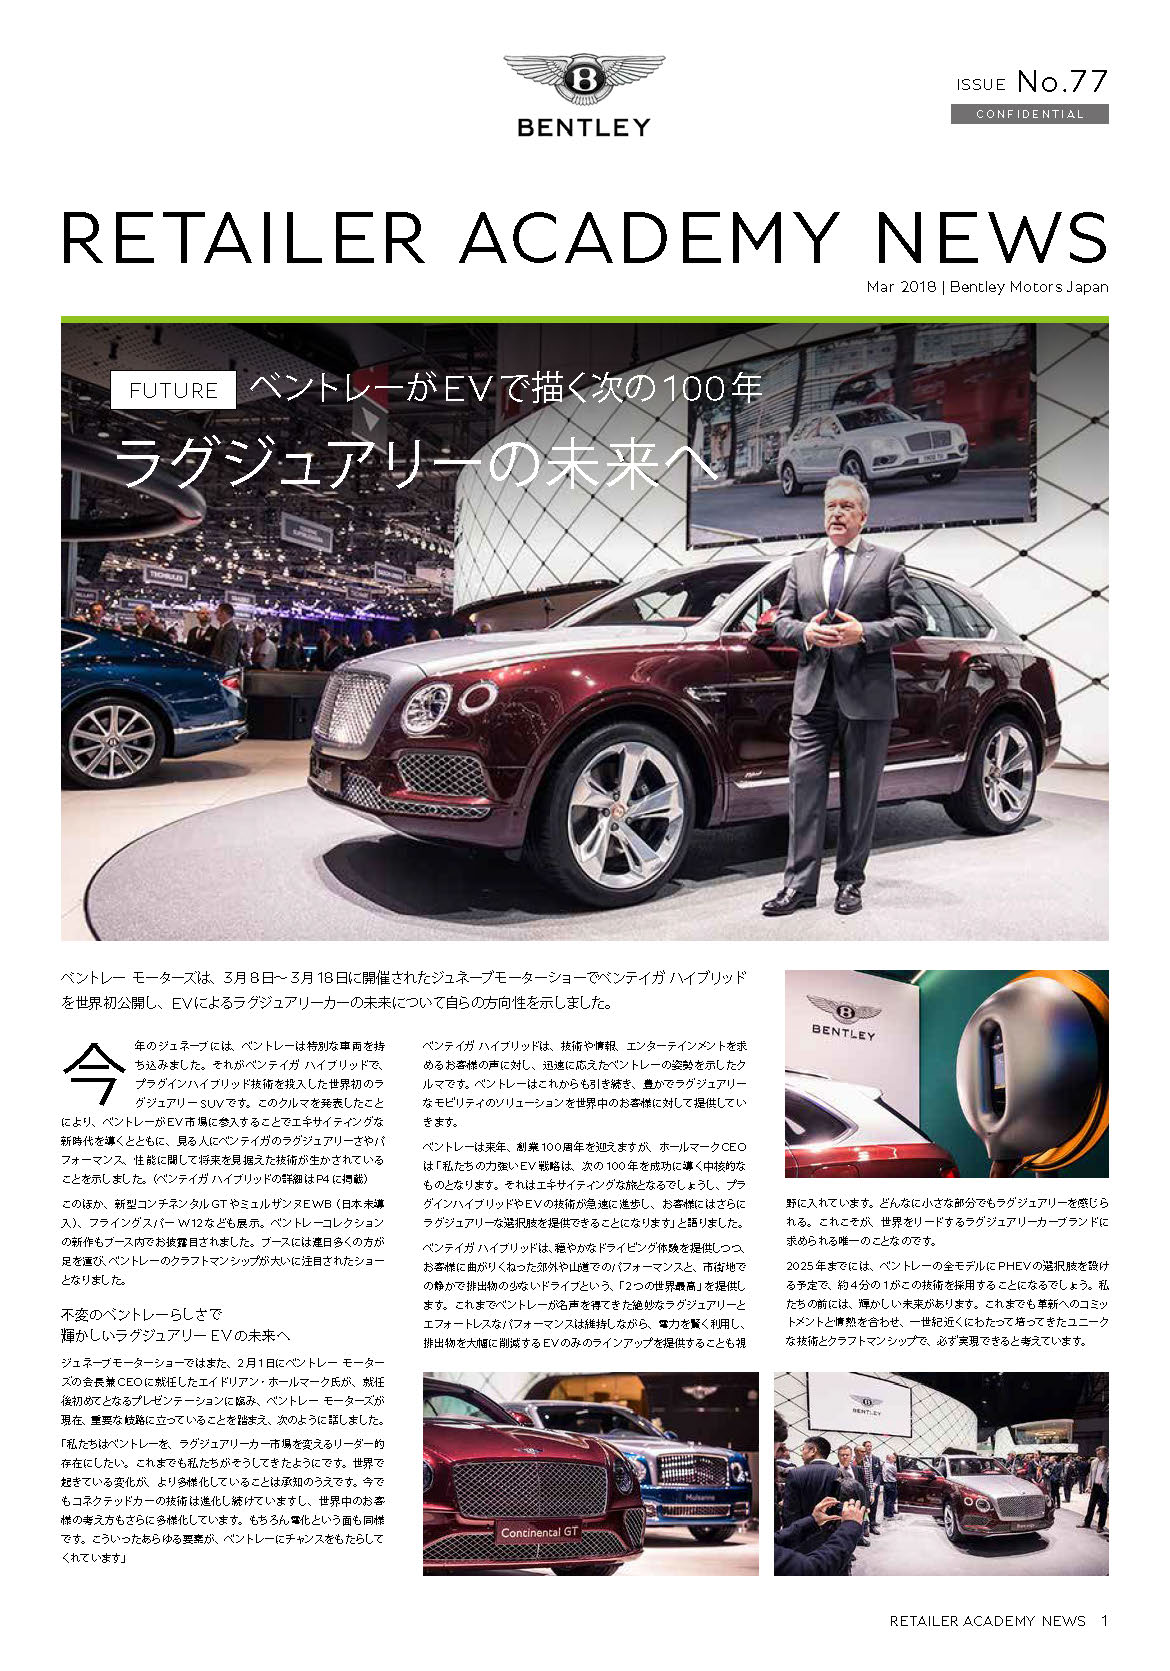 BENTLEY
ISSUE No.77
CONFIDENTIAL
RETAILER ACADEMY NEWS
Mar 2018 | Bentley Motors Japan
FUTURE ベントレーがEVで描く次の100年
ラグジュアリーの未来へ
TECHRULES
ベントレー モーターズは、3月8日〜3月18日に開催されたジュネーブモーターショーでベンテイガ ハイブリッド
を世界初公開し、EVによるラグジュアリーカーの未来について自らの方向性を示しました。
今年のジュネーブには、ベントレーは特別な車両を持
ち込みました。それがベンテイガ ハイブリッドで、
プラグインハイブリッド技術を投入した世界初のラ
グジュアリーSUVです。このクルマを発表したこと
により、ベントレーがEV市場に参入することでエキサイティングな
新時代を導くとともに、見る人にベンテイガのラグジュアリーさやパ
フォーマンス、性能に関して将来を見据えた技術が生かされている
ことを示しました。（ベンテイガ ハイブリッドの詳細はP4に掲載）
このほか、新型コンチネンタルGTやミュルザンヌEWB（日本未導
入）、フライングスパー W12なども展示。ベントレーコレクション
の新作もブース内でお披露目されました。ブースには連日多くの方が
足を運び、ベントレーのクラフトマンシップが大いに注目されたショー
となりました。
不変のベントレーらしさで
輝かしいラグジュアリー EVの未来へ
ジュネーブモーターショーではまた、2月1日にベントレー モーター
ズの会長兼CEOに就任したエイドリアン・ホールマーク氏が、就任
後初めてとなるプレゼンテーションに臨み、ベントレー モーターズが
現在、重要な岐路に立っていることを踏まえ、次のように話しました。
「私たちはベントレーを、ラグジュアリーカー市場を変えるリーダー的
存在にしたい。これまでも私たちがそうしてきたようにです。世界で
起きている変化が、より多様化していることは承知のうえです。今で
もコネクテッドカーの技術は進化し続けていますし、世界中のお客
様の考え方もさらに多様化しています。もちろん電化という面も同様
です。こういったあらゆる要素が、ベントレーにチャンスをもたらして
くれています」
ベンテイガ ハイブリッドは、技術や情報、エンターテインメントを求
めるお客様の声に対し、迅速に応えたベントレーの姿勢を示したク
ルマです。ベントレーはこれからも引き続き、豊かでラグジュアリー
なモビリティのソリューションを世界中のお客様に対して提供してい
きます。
ベントレーは来年、創業100周年を迎えますが、ホールマークCEO
は「私たちの力強いEV戦略は、次の100年を成功に導く中核的な
ものとなります。それはエキサイティングな旅となるでしょうし、プラ
グインハイブリッドやEVの技術が急速に進歩し、お客様にはさらに
ラグジュアリーな選択肢を提供できることになります」と語りました。
ベンテイガ ハイブリッドは、穏やかなドライビング体験を提供しつつ、
お客様に曲がりくねった郊外や山道でのパフォーマンスと、市街地で
の静かで排出物の少ないドライブという、「2つの世界最高」を提供し
ます。これまでベントレーが名声を得てきた絶妙なラグジュアリーと
エフォートレスなパフォーマンスは維持しながら、電力を賢く利用し、
排出物を大幅に削減するEVのみのラインアップを提供することも視
BENTLEY
野に入れています。どんなに小さな部分でもラグジュアリーを感じら
れる。これこそが、世界をリードするラグジュアリーカーブランドに
求められる唯一のことなのです。
2025年までには、ベントレーの全モデルにPHEVの選択肢を設け
る予定で、約4分の1がこの技術を採用することになるでしょう。私
たちの前には、輝かしい未来があります。これまでも革新へのコミッ
トメントと情熱を合わせ、一世紀近くにわたって培ってきたユニーク
な技術とクラフトマンシップで、必ず実現できると考えています。
Mulsanne
Continental GT
BENTLEY
RETAILER ACADEMY NEWS 1